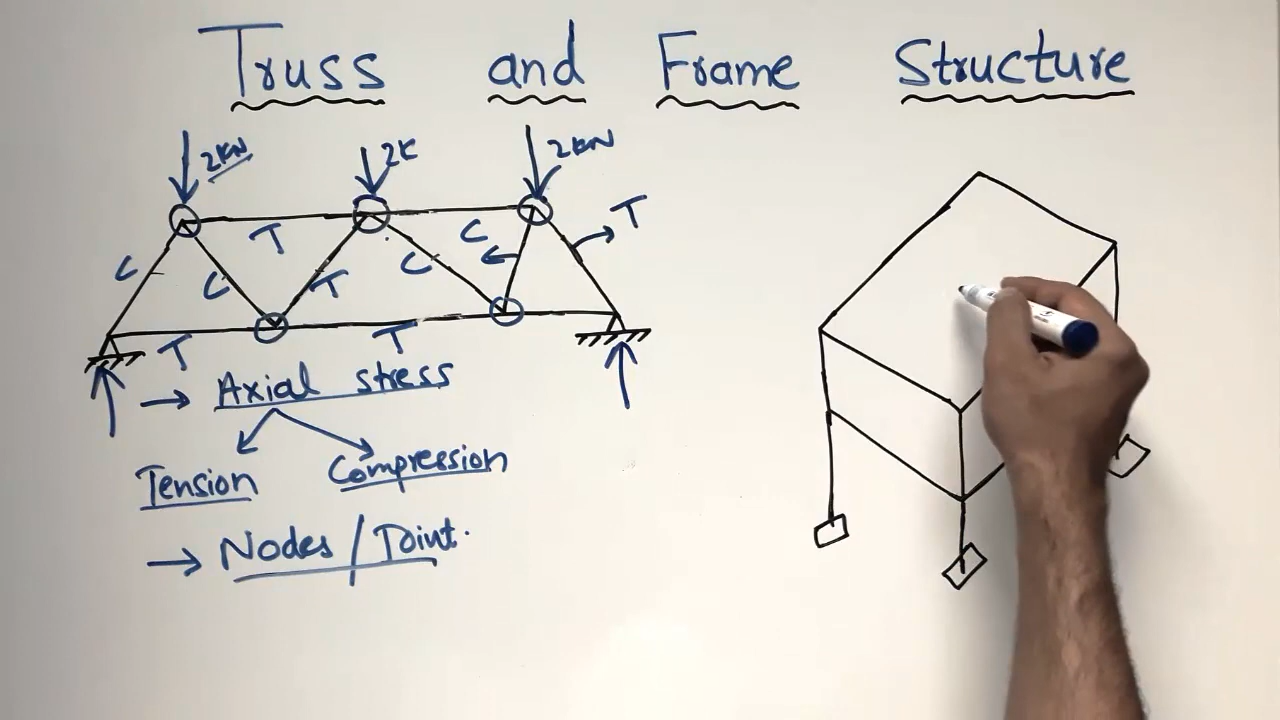 Truss and Frame Structure
2KN 2K 2KN
T
C T C
C T C
T T
→ Axial stress
Tension Compression
→ Nodes / Joint.